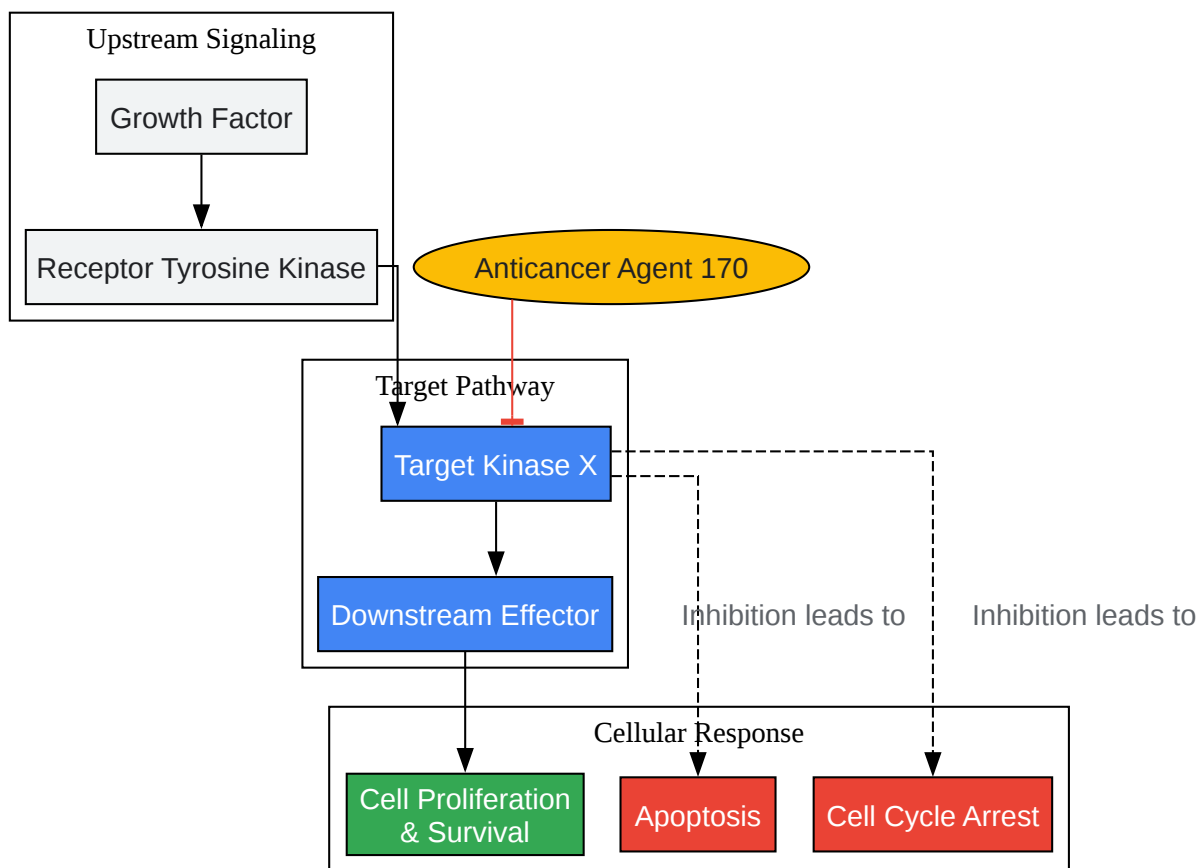 Upstream Signaling
Growth Factor
Receptor Tyrosine Kinase
Anticancer Agent 170
Target Pathway
Target Kinase X
Downstream Effector
Inhibition leads to
Inhibition leads to
Cellular Response
Cell Proliferation
& Survival
Apoptosis
Cell Cycle Arrest